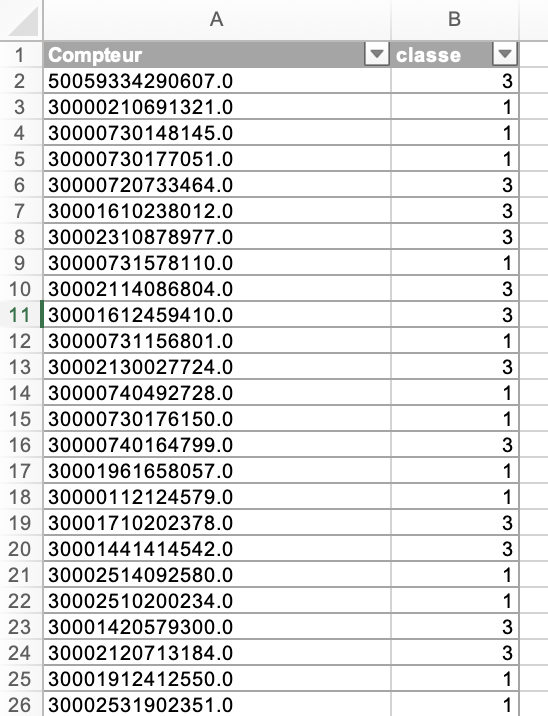 A B
1 Compteur classe
2 50059334290607.0 3
3 30000210691321.0 1
4 30000730148145.0 1
5 30000730177051.0 1
6 30000720733464.0 3
7 30001610238012.0 3
8 30002310878977.0 3
9 30000731578110.0 1
10 30002114086804.0 3
11 30001612459410.0 3
12 30000731156801.0 1
13 30002130027724.0 3
14 30000740492728.0 1
15 30000730176150.0 1
16 30000740164799.0 3
17 30001961658057.0 1
18 30000112124579.0 1
19 30001710202378.0 3
20 30001441414542.0 3
21 30002514092580.0 1
22 30002510200234.0 1
23 30001420579300.0 3
24 30002120713184.0 3
25 30001912412550.0 1
26 30002531902351.0 1